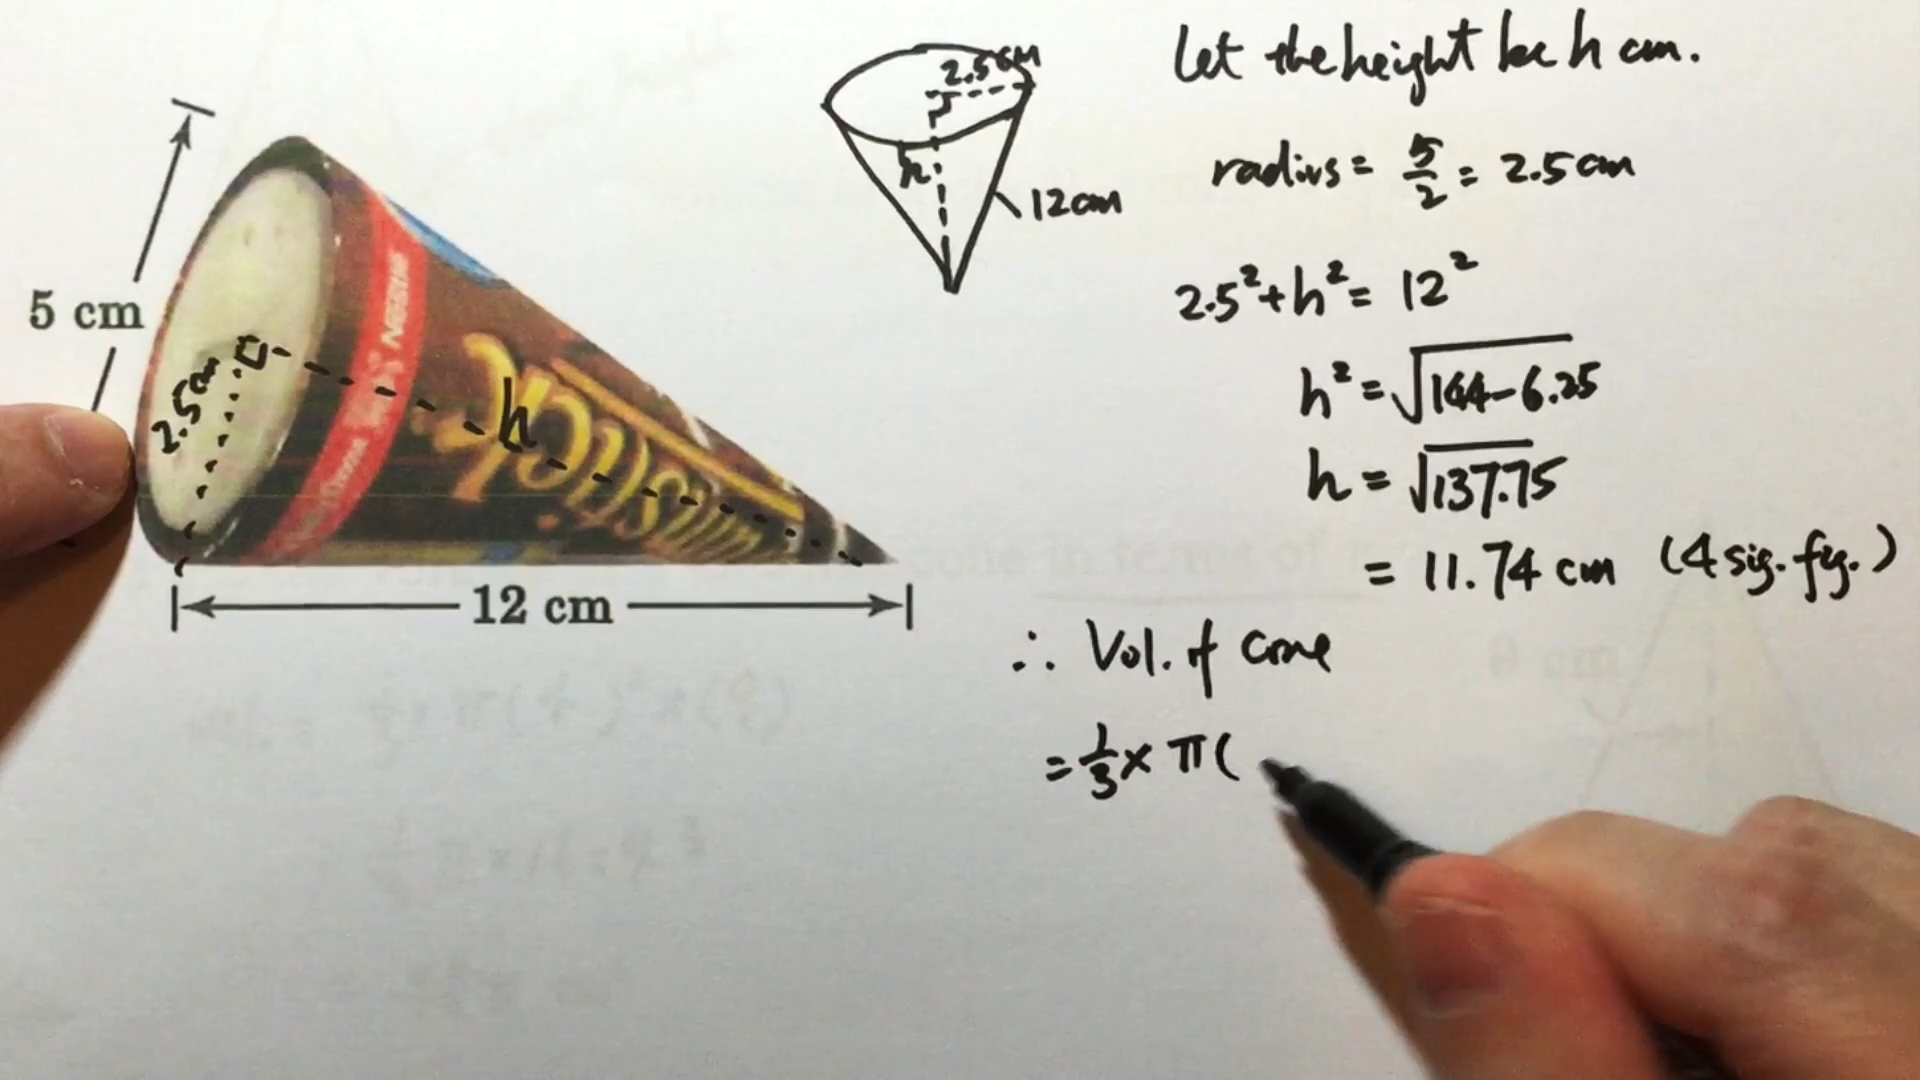 5 cm
2.5cm
h
NESTLÉ
12 cm
2.5cm
h
12cm
Let the height be h cm.
radius = 5/2 = 2.5cm
2.5² + h² = 12²
h² = √144-6.25
h = √137.75
= 11.74 cm (4 sig. fig.)
∴ Vol. of cone
= 1/3 × π(